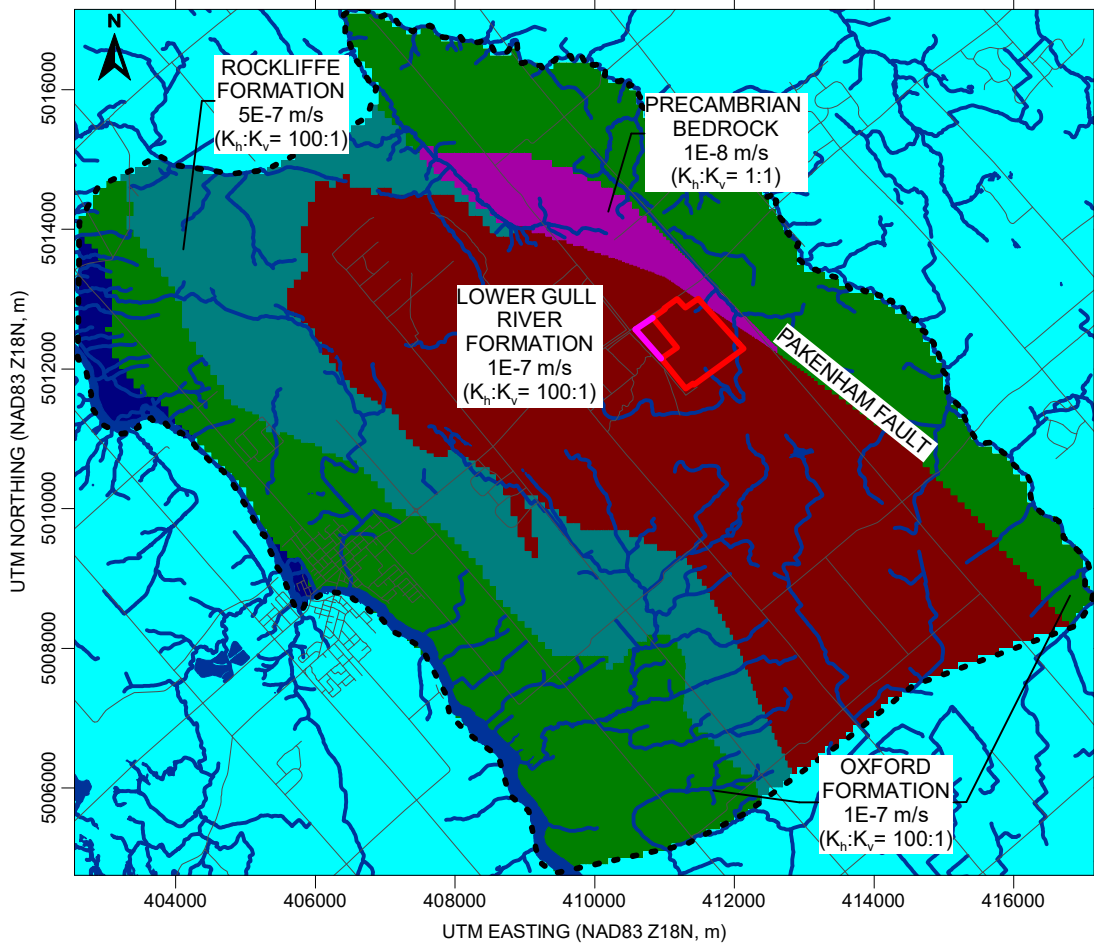 N
ROCKLIFFE
FORMATION
5E-7 m/s
(Kh:Kv= 100:1)
PRECAMBRIAN
BEDROCK
1E-8 m/s
(Kh:Kv= 1:1)
LOWER GULL
RIVER
FORMATION
1E-7 m/s
(Kh:Kv= 100:1)
PAKENHAM FAULT
OXFORD
FORMATION
1E-7 m/s
(Kh:Kv= 100:1)
UTM NORTHING (NAD83 Z18N, m)
5016000
5014000
5012000
5010000
5008000
5006000
404000 406000 408000 410000 412000 414000 416000
UTM EASTING (NAD83 Z18N, m)